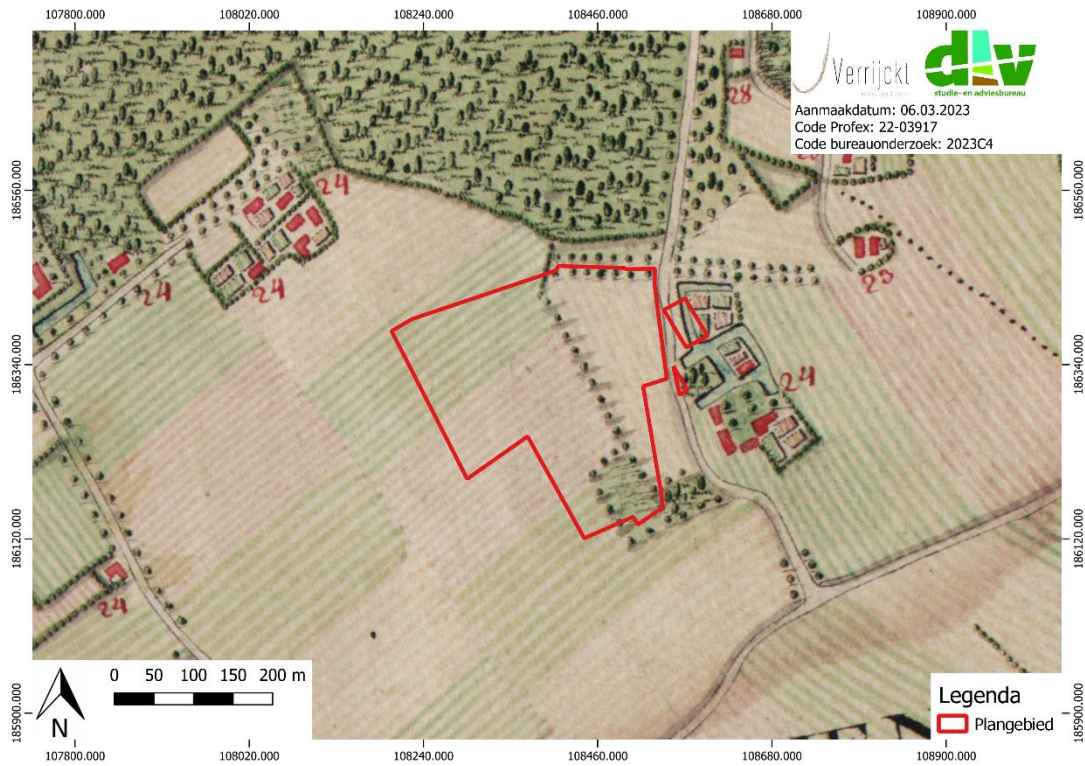 107800.000 108020.000 108240.000 108460.000 108680.000 108900.000
Verrijckt
dlv
studie- en adviesbureau
Aanmaakdatum: 06.03.2023
Code Profex: 22-03917
Code bureauonderzoek: 2023C4
28
186560.000 186560.000
24
23
24
24
186340.000 186340.000
24
186120.000 186120.000
24
0 50 100 150 200 m
N
Legenda
Plangebied
185900.000 185900.000
107800.000 108020.000 108240.000 108460.000 108680.000 108900.000